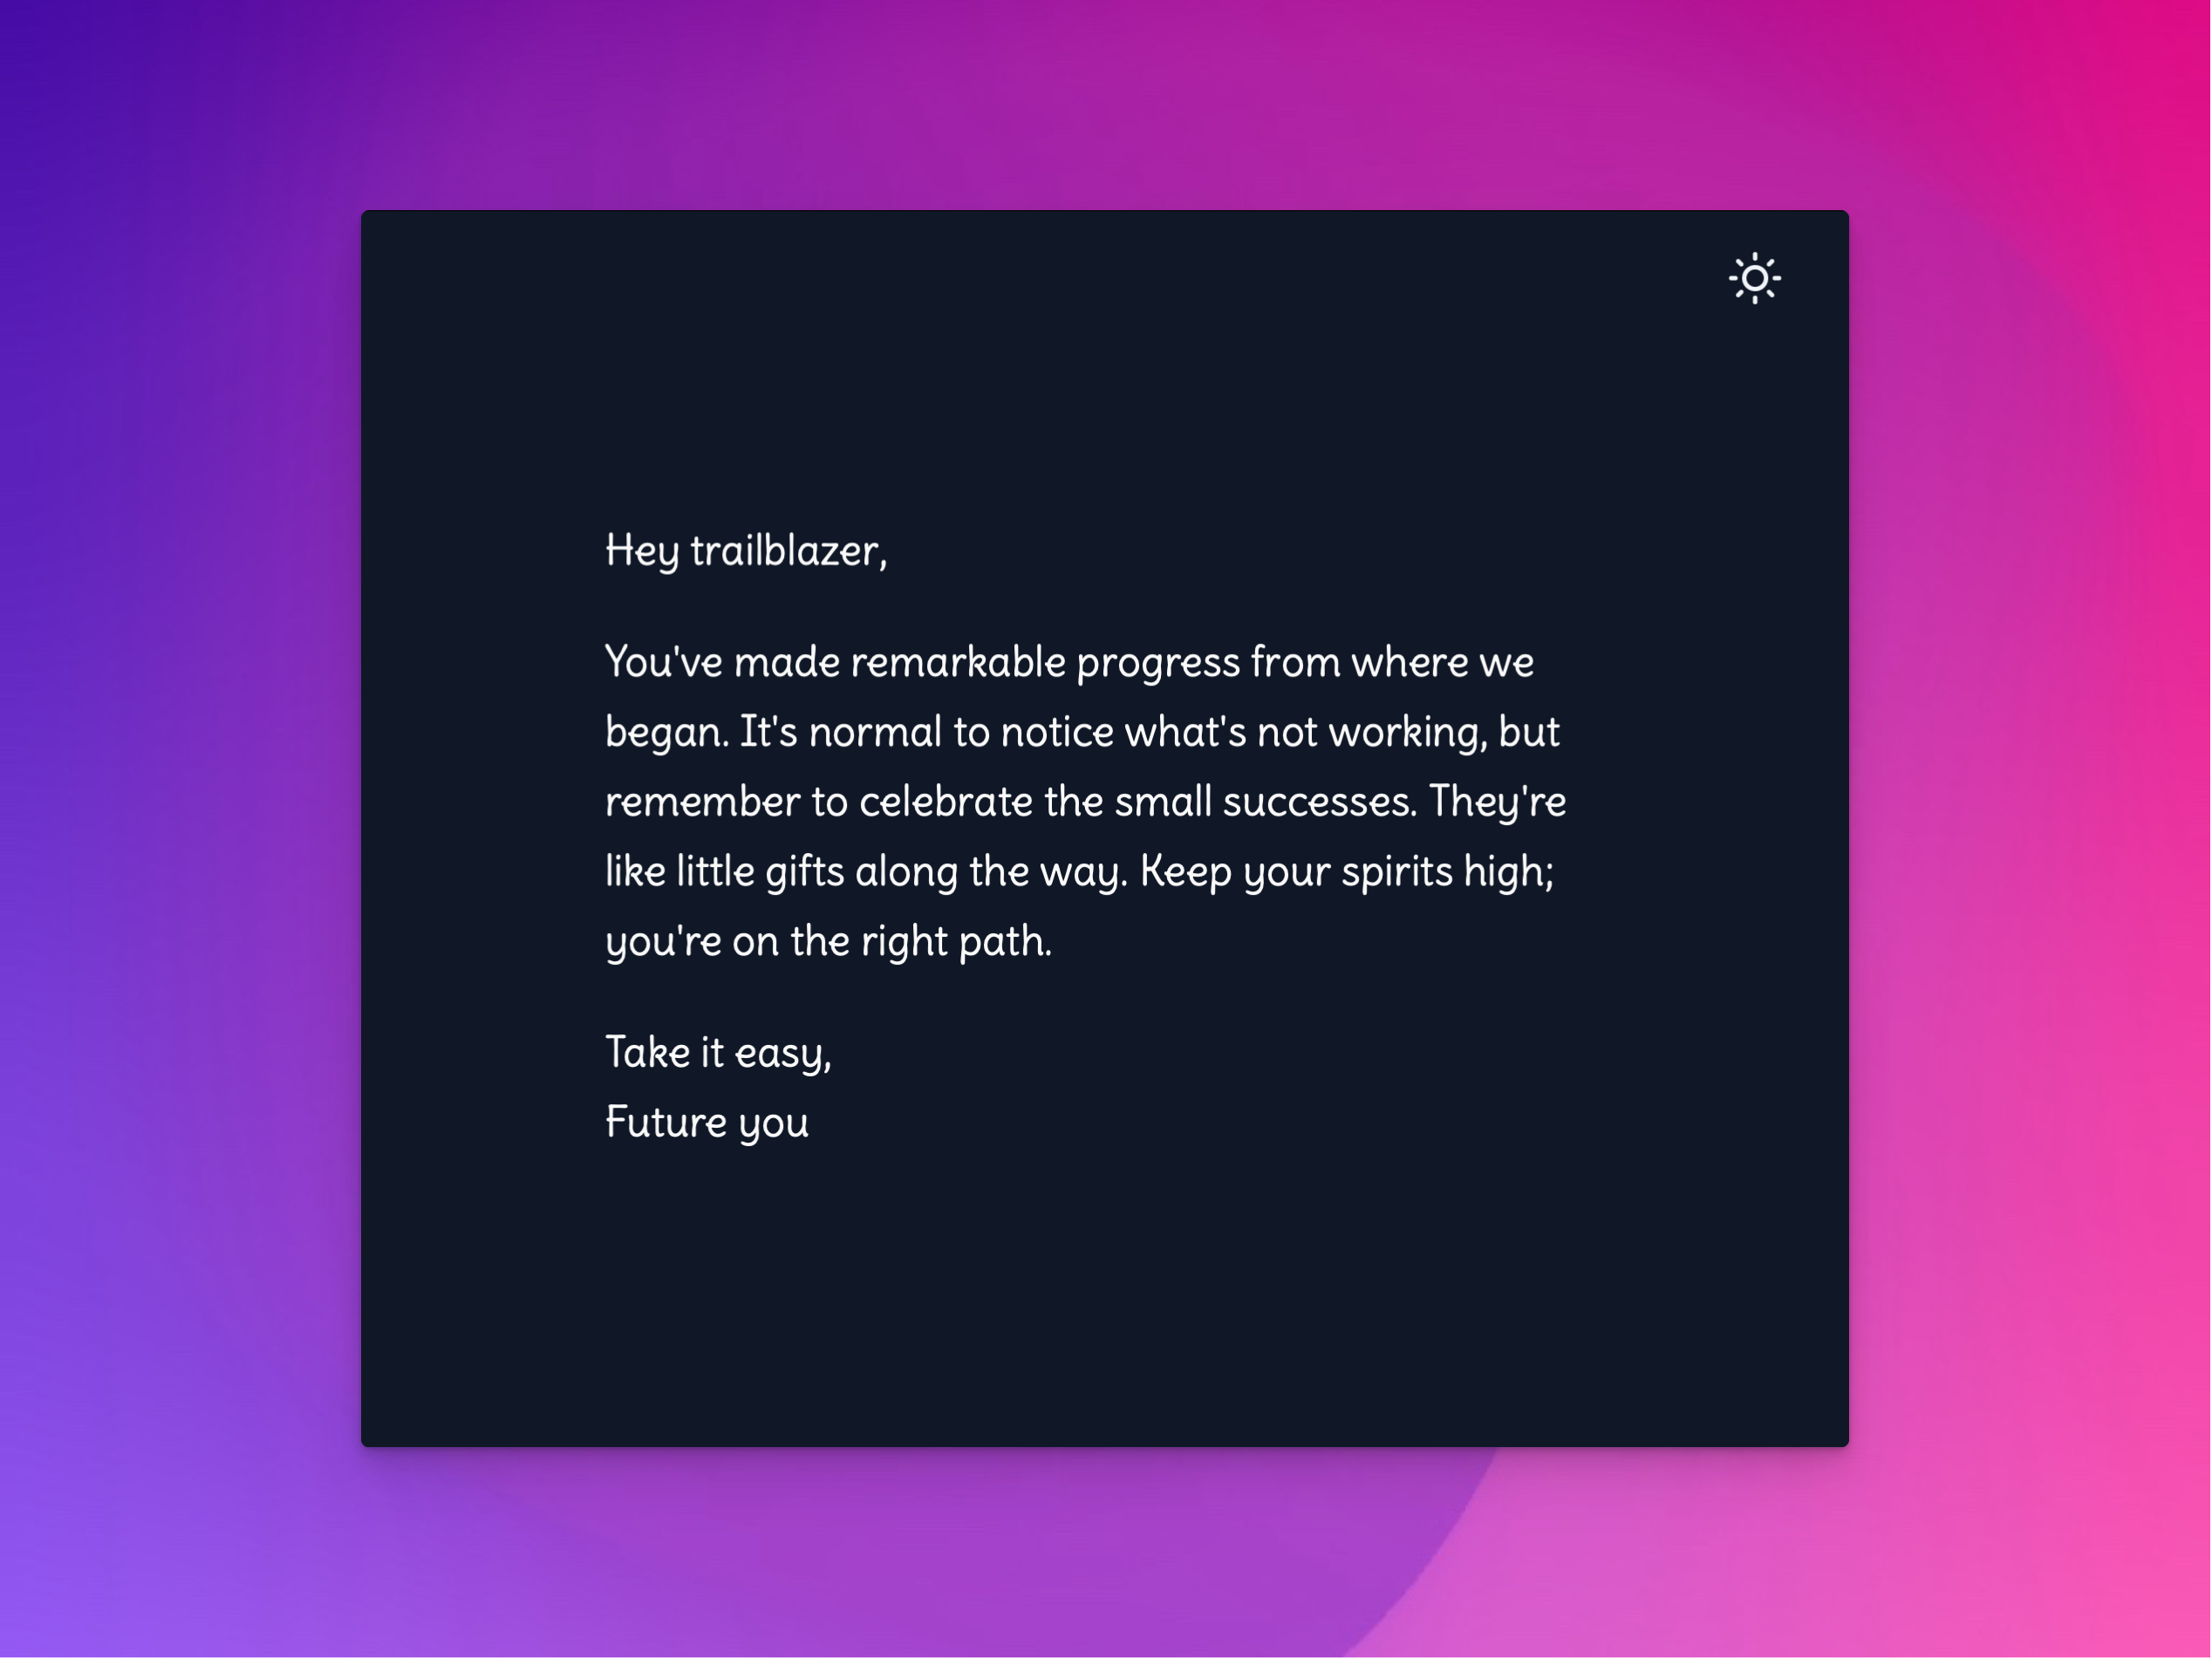 Hey trailblazer,
You've made remarkable progress from where we
began. It's normal to notice what's not working, but
remember to celebrate the small successes. They're
like little gifts along the way. Keep your spirits high;
you're on the right path.
Take it easy,
Future you